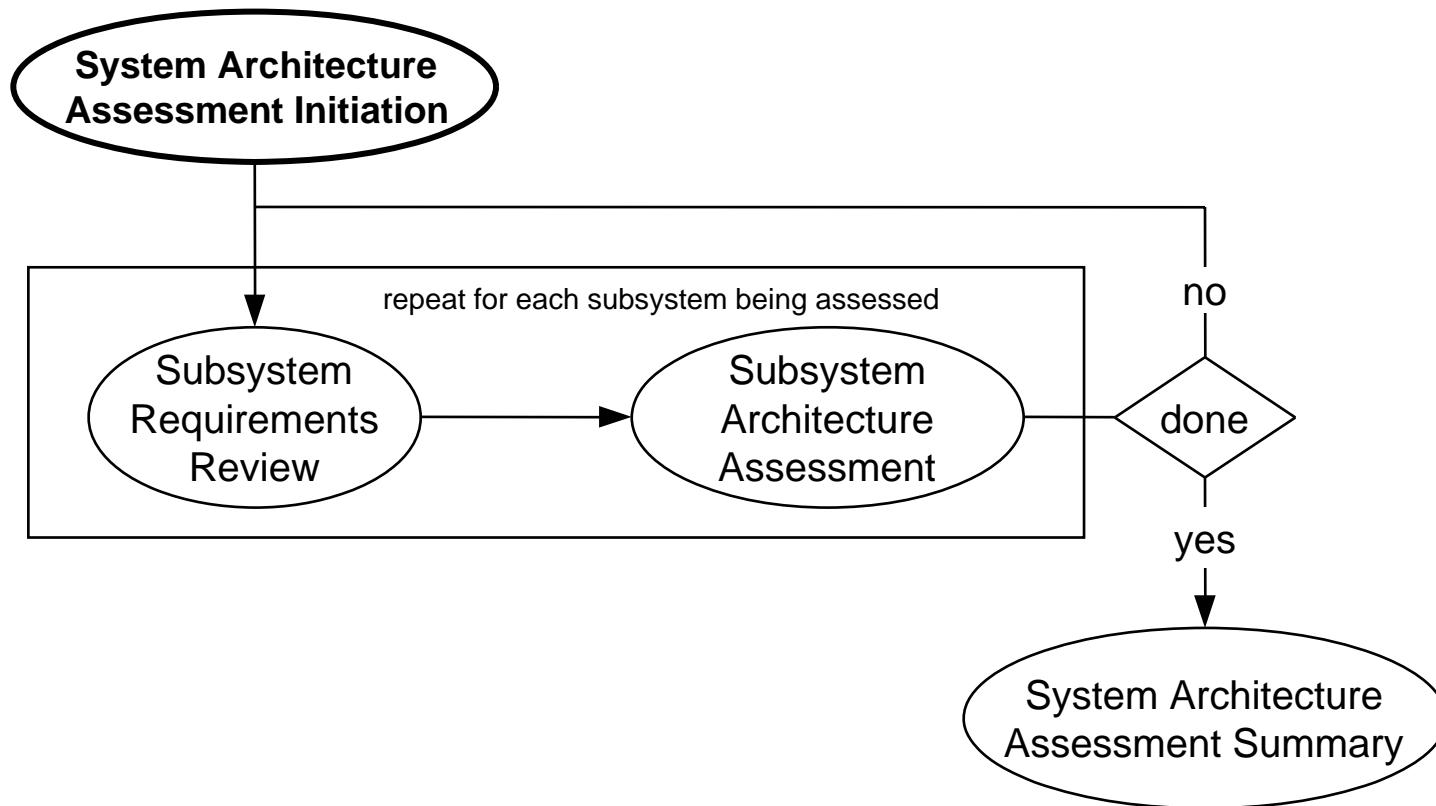 System Architecture
Assessment Initiation
repeat for each subsystem being assessed
no
Subsystem
Requirements
Review
Subsystem
Architecture
Assessment
done
yes
System Architecture
Assessment Summary